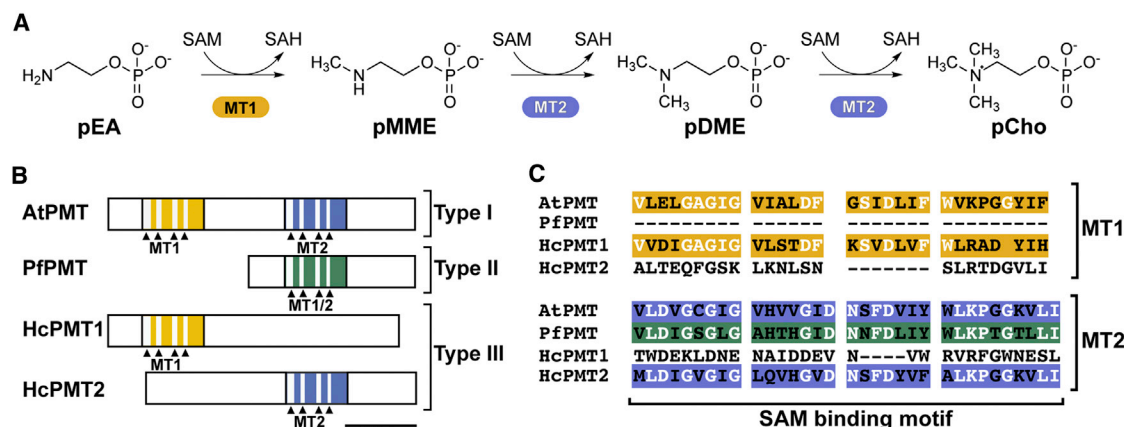 A
SAM SAH SAM SAH SAM SAH
H₂N O P O⁻ O⁻ O
H₃C N H O P O⁻ O⁻ O
CH₃ N CH₃ O P O⁻ O⁻ O
CH₃ H₃C N CH₃ O P O⁻ O⁻ O
MT1 MT2 MT2
pEA pMME pDME pCho
B
AtPMT
MT1 MT2
Type I
PfPMT
MT1/2
Type II
HcPMT1
MT1
HcPMT2
MT2
Type III
C
AtPMT VLELGAGIG VIALDF GSIDLIF WVKPGGYIF
PfPMT --------- ------ ------- ---------
HcPMT1 VVDIGAGIG VLSTDF KSVDLVF WLRAD YIH
HcPMT2 ALTEQFGSK LKNLSN ------- SLRTDGVLI
MT1
AtPMT VLDVGCGIG VHVVGID NSFDVIY WLKPGGKVLI
PfPMT VLDIGSGLG AHTHGID NNFDLIY WLKPTGTLLI
HcPMT1 TWDEKLDNE NAIDDEV N----VW RVRFGWNESL
HcPMT2 MLDIGVGIG LQVHGVD NSFDYVF ALKPGGKVLI
MT2
SAM binding motif